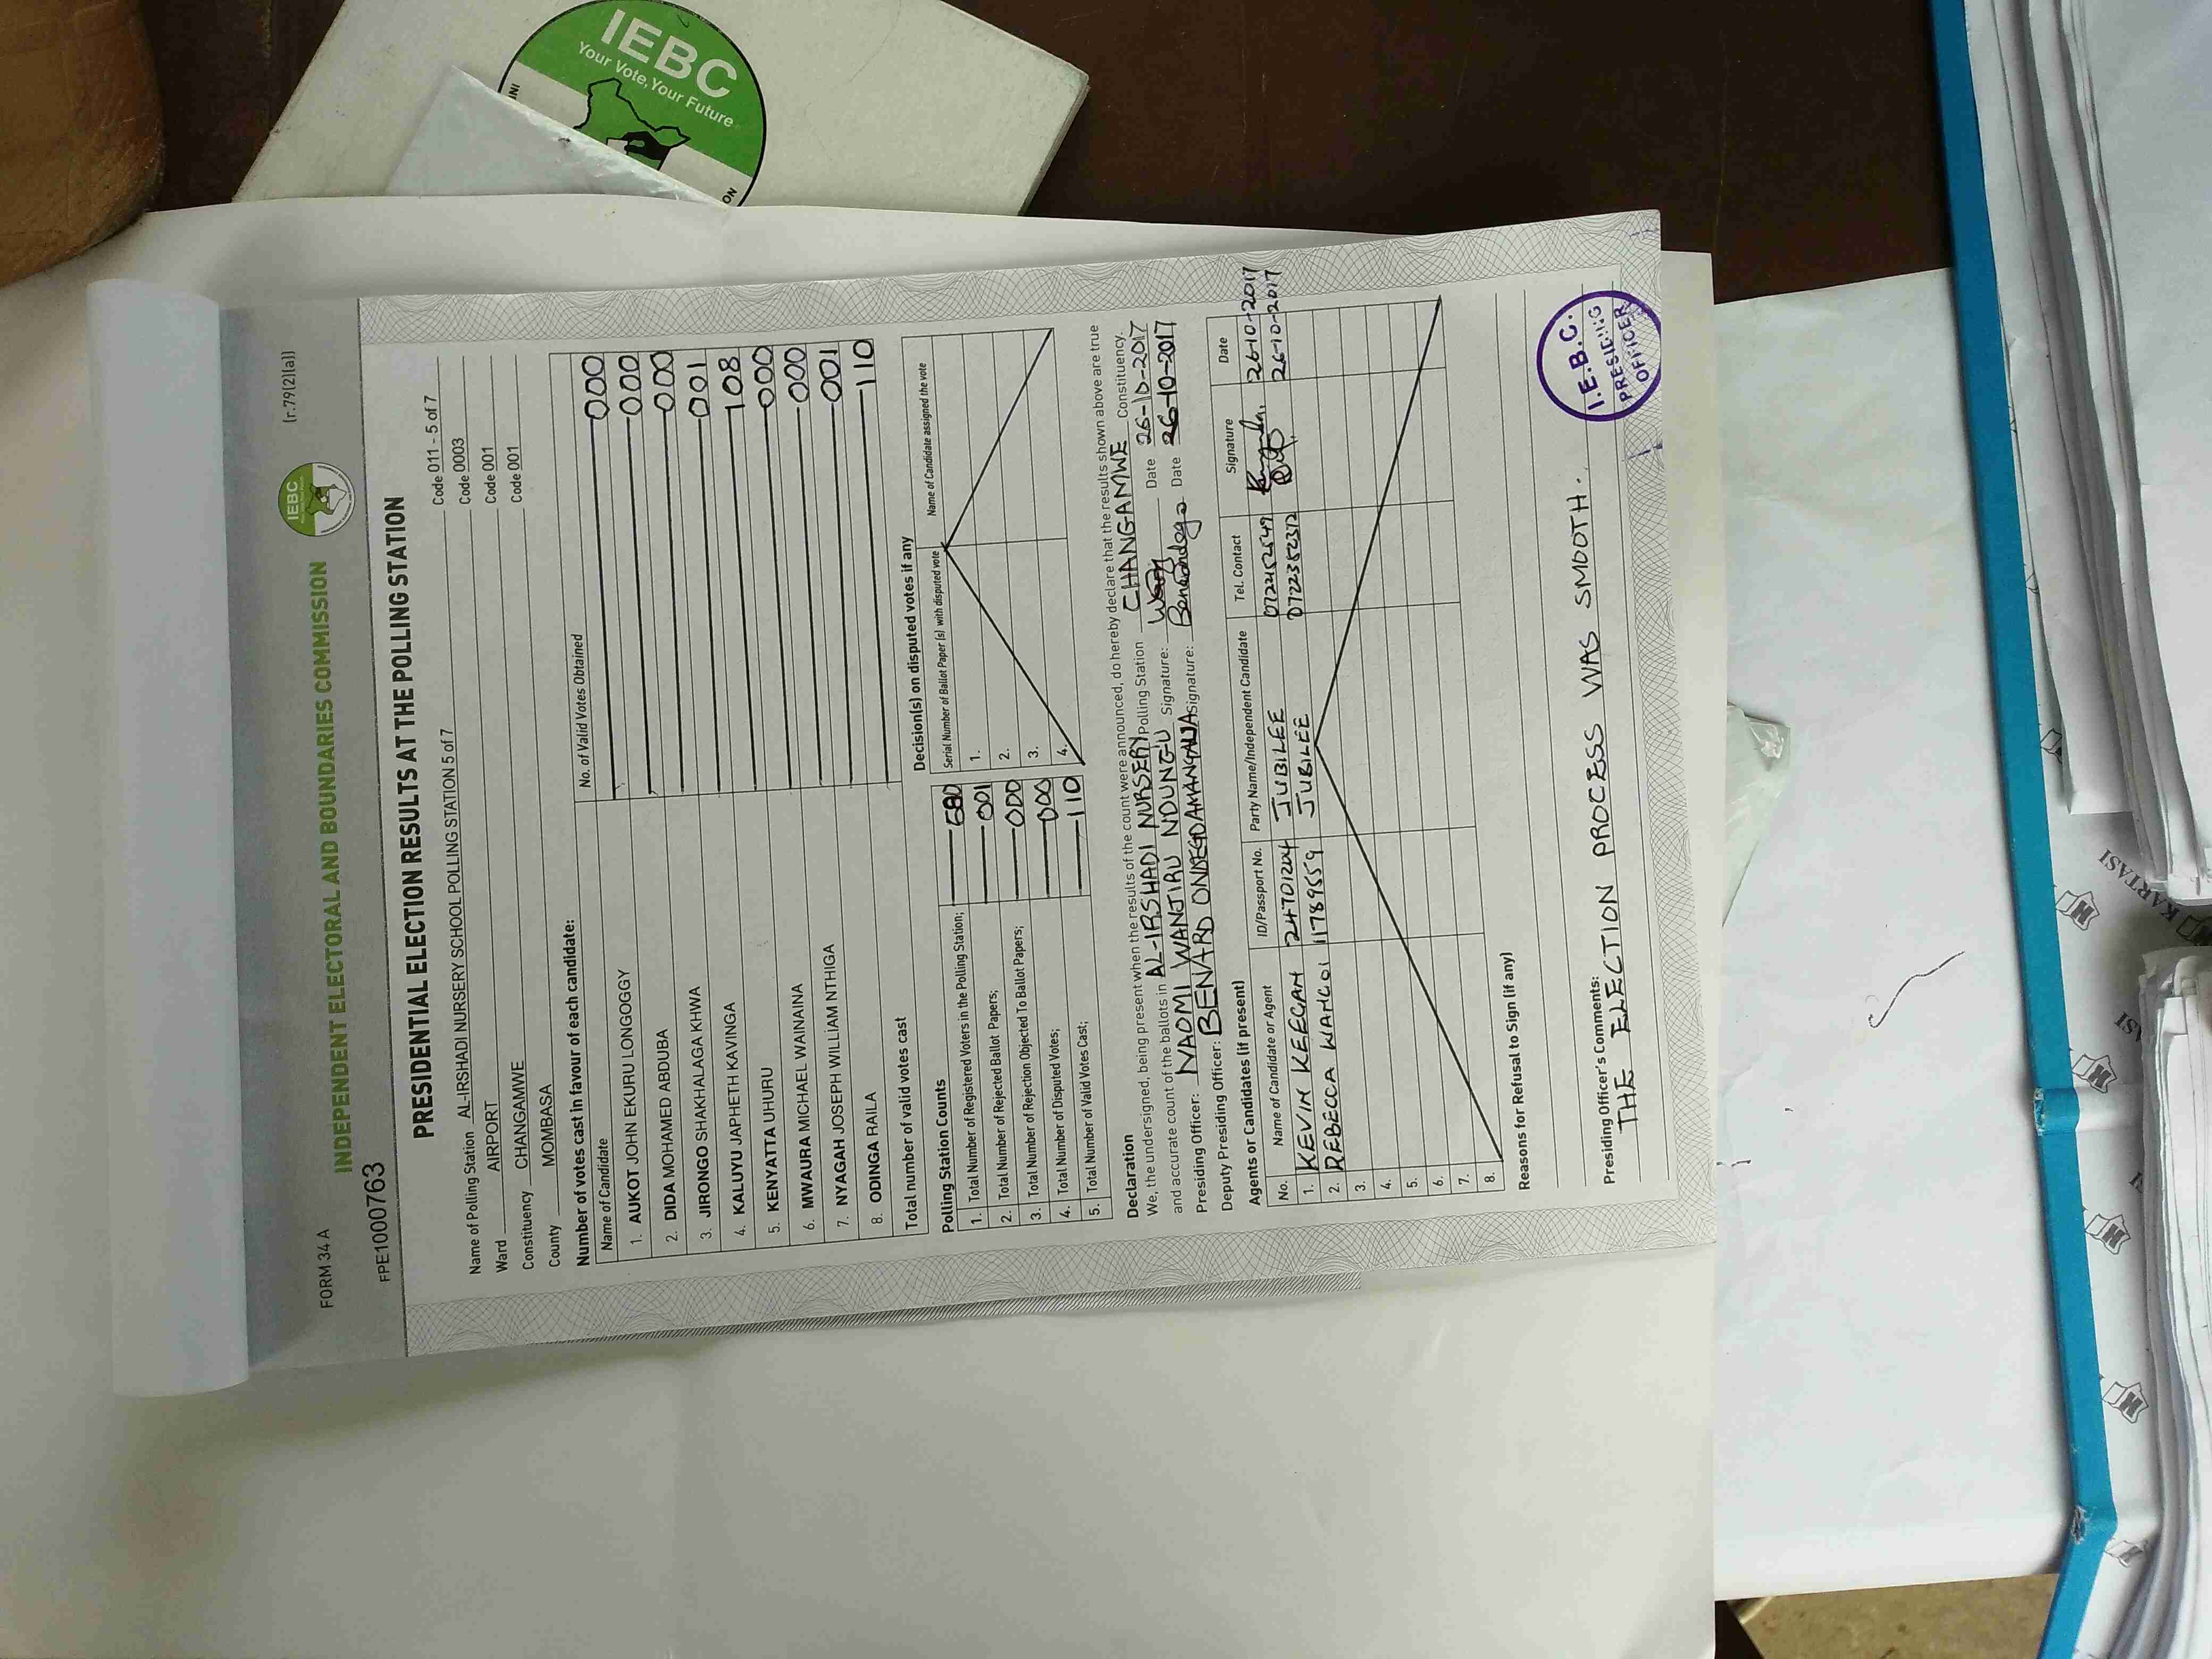 FORM 34 A
INDEPENDENT ELECTORAL AND BOUNDARIES COMMISSION
IEBC
(r.79(2)(a))
FPE10007​63
PRESIDENTIAL ELECTION RESULTS AT THE POLLING STATION
Name of Polling Station AL-IRSHADI NURSERY SCHOOL POLLING STATION 5 of 7 Code 011 - 5 of 7
Ward AIRPORT Code 0003
Constituency CHANGAMWE Code 001
County MOMBASA Code 001
Number of votes cast in favour of each candidate:
Name of Candidate No. of Valid Votes Obtained
1. AUKOT JOHN EKURU LONGOGGY 000
2. DIDA MOHAMED ABDUBA 000
3. JIRONGO SHAKHALAGA KHWA 000
4. KALUYU JAPHETH KAVINGA 001
5. KENYATTA UHURU 108
6. MWAURA MICHAEL WAINAINA 000
7. NYAGAH JOSEPH WILLIAM NTHIGA 000
8. ODINGA RAILA 001
Total number of valid votes cast 110
Polling Station Counts
1. Total Number of Registered Voters in the Polling Station; 680
2. Total Number of Rejected Ballot Papers; 001
3. Total Number of Rejection Objected To Ballot Papers; 000
4. Total Number of Disputed Votes; 000
5. Total Number of Valid Votes Cast; 110
Decision(s) on disputed votes if any
Serial Number of Ballot Paper (s) with disputed vote Name of Candidate assigned the vote
1.
2.
3.
4.
Declaration
We, the undersigned, being present when the results of the count were announced, do hereby declare that the results shown above are true
and accurate count of the ballots in AL-IRSHADI NURSERY Polling Station CHANGAMWE Constituency.
Presiding Officer: NAOMI WANJIRU NDUNGU Signature: Date 26-10-2017
Deputy Presiding Officer: BENARD Signature: Date 26-10-2017
Agents or Candidates (if present)
No. Name of Candidate or Agent ID/Passport No. Party Name/Independent Candidate Tel. Contact Signature Date
1. KEVIN KEEGAN 24701204 JUBILEE 0722452549 26-10-2017
2. REBECCA 11789559 JUBILEE 0722352372 26-10-2017
3.
4.
5.
6.
7.
8.
Reasons for Refusal to Sign (if any)
Presiding Officer's Comments:
THE ELECTION PROCESS WAS SMOOTH.
I.E.B.C.
PRESIDING
OFFICER
IEBC
Your Vote, Your Future
KARTASI